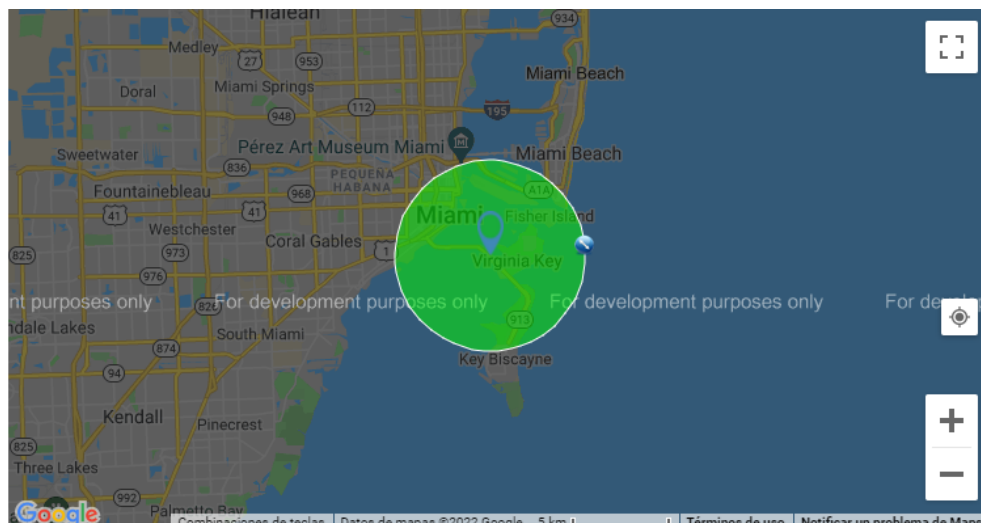 Hialeah
934
Medley
27
953
Miami Beach
Doral
Miami Springs
112
195
948
Pérez Art Museum Miami
Miami Beach
Sweetwater
836
PEQUEÑA
HABANA
Fountainebleau
968
A1A
41
41
Miami
Fisher Island
Westchester
Coral Gables
1
825
973
Virginia Key
976
nt purposes only
For development purposes only
For development purposes only
For develop
826
913
ndale Lakes
South Miami
874
Key Biscayne
94
Kendall
Pinecrest
825
Three Lakes
992
Palmetto Bay
Google
Combinaciones de teclas
Datos de mapas ©2022 Google
5 km
Términos de uso
Notificar un problema de Maps